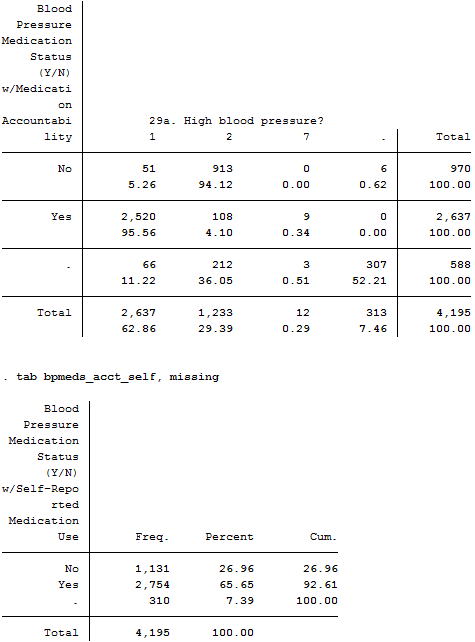 Blood
Pressure
Medication
Status
(Y/N)
w/Medicati
on
Accountabi 29a. High blood pressure?
lity 1 2 7 . Total
No 51 913 0 6 970
5.26 94.12 0.00 0.62 100.00
Yes 2,520 108 9 0 2,637
95.56 4.10 0.34 0.00 100.00
. 66 212 3 307 588
11.22 36.05 0.51 52.21 100.00
Total 2,637 1,233 12 313 4,195
62.86 29.39 0.29 7.46 100.00
. tab bpmeds_acct_self, missing
Blood
Pressure
Medication
Status
(Y/N)
w/Self-Repo
rted
Medication
Use Freq. Percent Cum.
No 1,131 26.96 26.96
Yes 2,754 65.65 92.61
. 310 7.39 100.00
Total 4,195 100.00